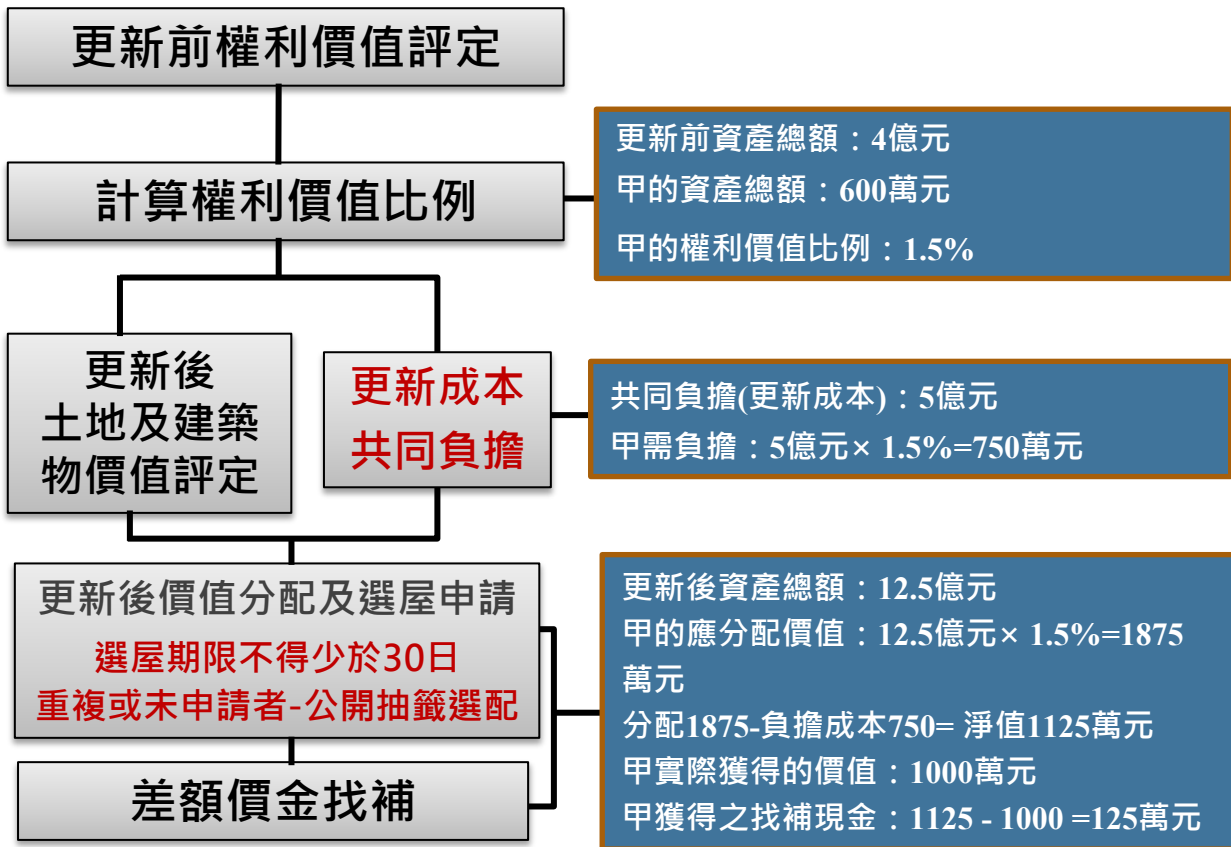 更新前權利價值評定
計算權利價值比例
更新前資產總額：4億元
甲的資產總額：600萬元
甲的權利價值比例：1.5%
更新後
土地及建築
物價值評定
更新成本
共同負擔
共同負擔(更新成本)：5億元
甲需負擔：5億元× 1.5%=750萬元
更新後價值分配及選屋申請
選屋期限不得少於30日
重複或未申請者-公開抽籤選配
差額價金找補
更新後資產總額：12.5億元
甲的應分配價值：12.5億元× 1.5%=1875
萬元
分配1875-負擔成本750= 淨值1125萬元
甲實際獲得的價值：1000萬元
甲獲得之找補現金：1125 - 1000 =125萬元